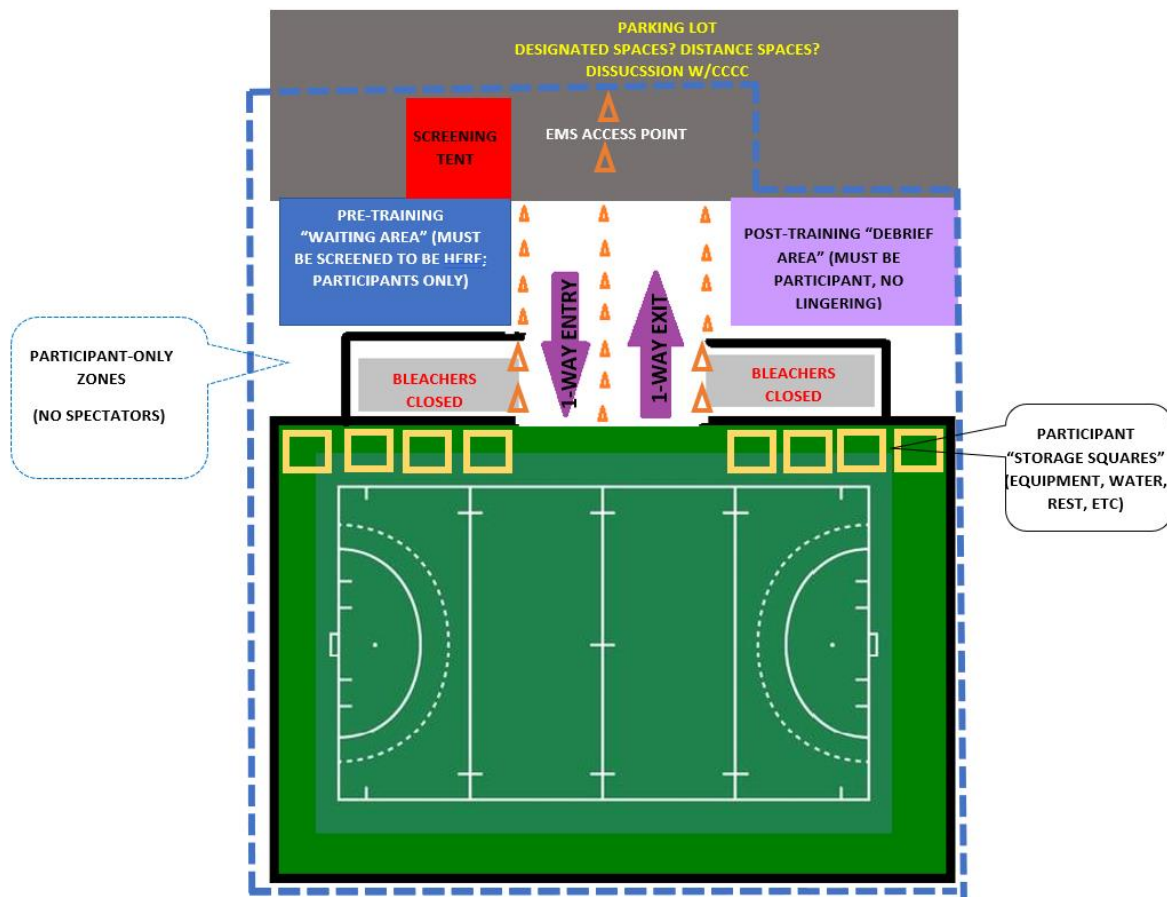 PARKING LOT
DESIGNATED SPACES? DISTANCE SPACES?
DISSUCSSION W/CCCC
SCREENING
TENT
EMS ACCESS POINT
PRE-TRAINING
“WAITING AREA” (MUST
BE SCREENED TO BE HERE;
PARTICIPANTS ONLY)
POST-TRAINING “DEBRIEF
AREA” (MUST BE
PARTICIPANT, NO
LINGERING)
1-WAY ENTRY
1-WAY EXIT
PARTICIPANT-ONLY
ZONES
(NO SPECTATORS)
BLEACHERS
CLOSED
BLEACHERS
CLOSED
PARTICIPANT
“STORAGE SQUARES”
(EQUIPMENT, WATER,
REST, ETC)